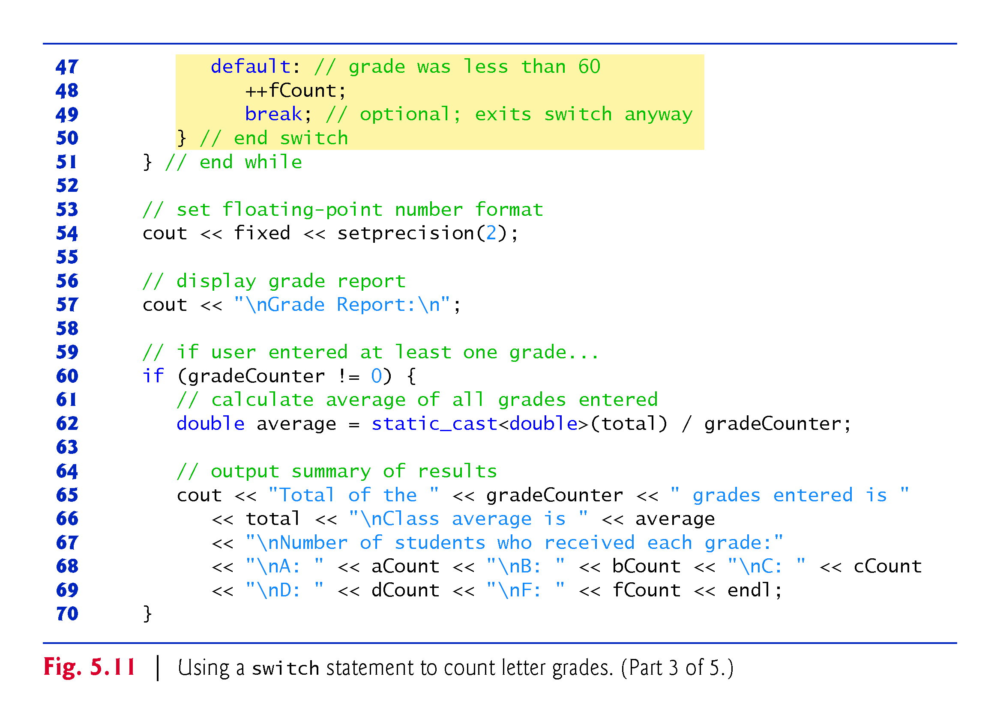 47 default: // grade was less than 60
48 ++fCount;
49 break; // optional; exits switch anyway
50 } // end switch
51 } // end while
52
53 // set floating-point number format
54 cout << fixed << setprecision(2);
55
56 // display grade report
57 cout << "\nGrade Report:\n";
58
59 // if user entered at least one grade...
60 if (gradeCounter != 0) {
61 // calculate average of all grades entered
62 double average = static_cast<double>(total) / gradeCounter;
63
64 // output summary of results
65 cout << "Total of the " << gradeCounter << " grades entered is "
66 << total << "\nClass average is " << average
67 << "\nNumber of students who received each grade:"
68 << "\nA: " << aCount << "\nB: " << bCount << "\nC: " << cCount
69 << "\nD: " << dCount << "\nF: " << fCount << endl;
70 }
Fig. 5.11 | Using a switch statement to count letter grades. (Part 3 of 5.)